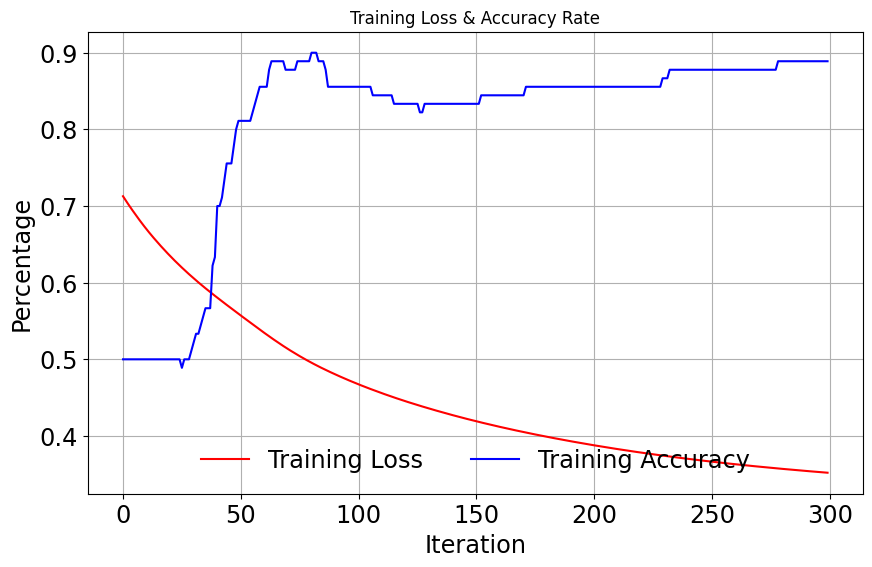 Training Loss & Accuracy Rate
0.9
0.8
0.7
0.6
0.5
0.4
Percentage
Training Loss
Training Accuracy
0 50 100 150 200 250 300
Iteration